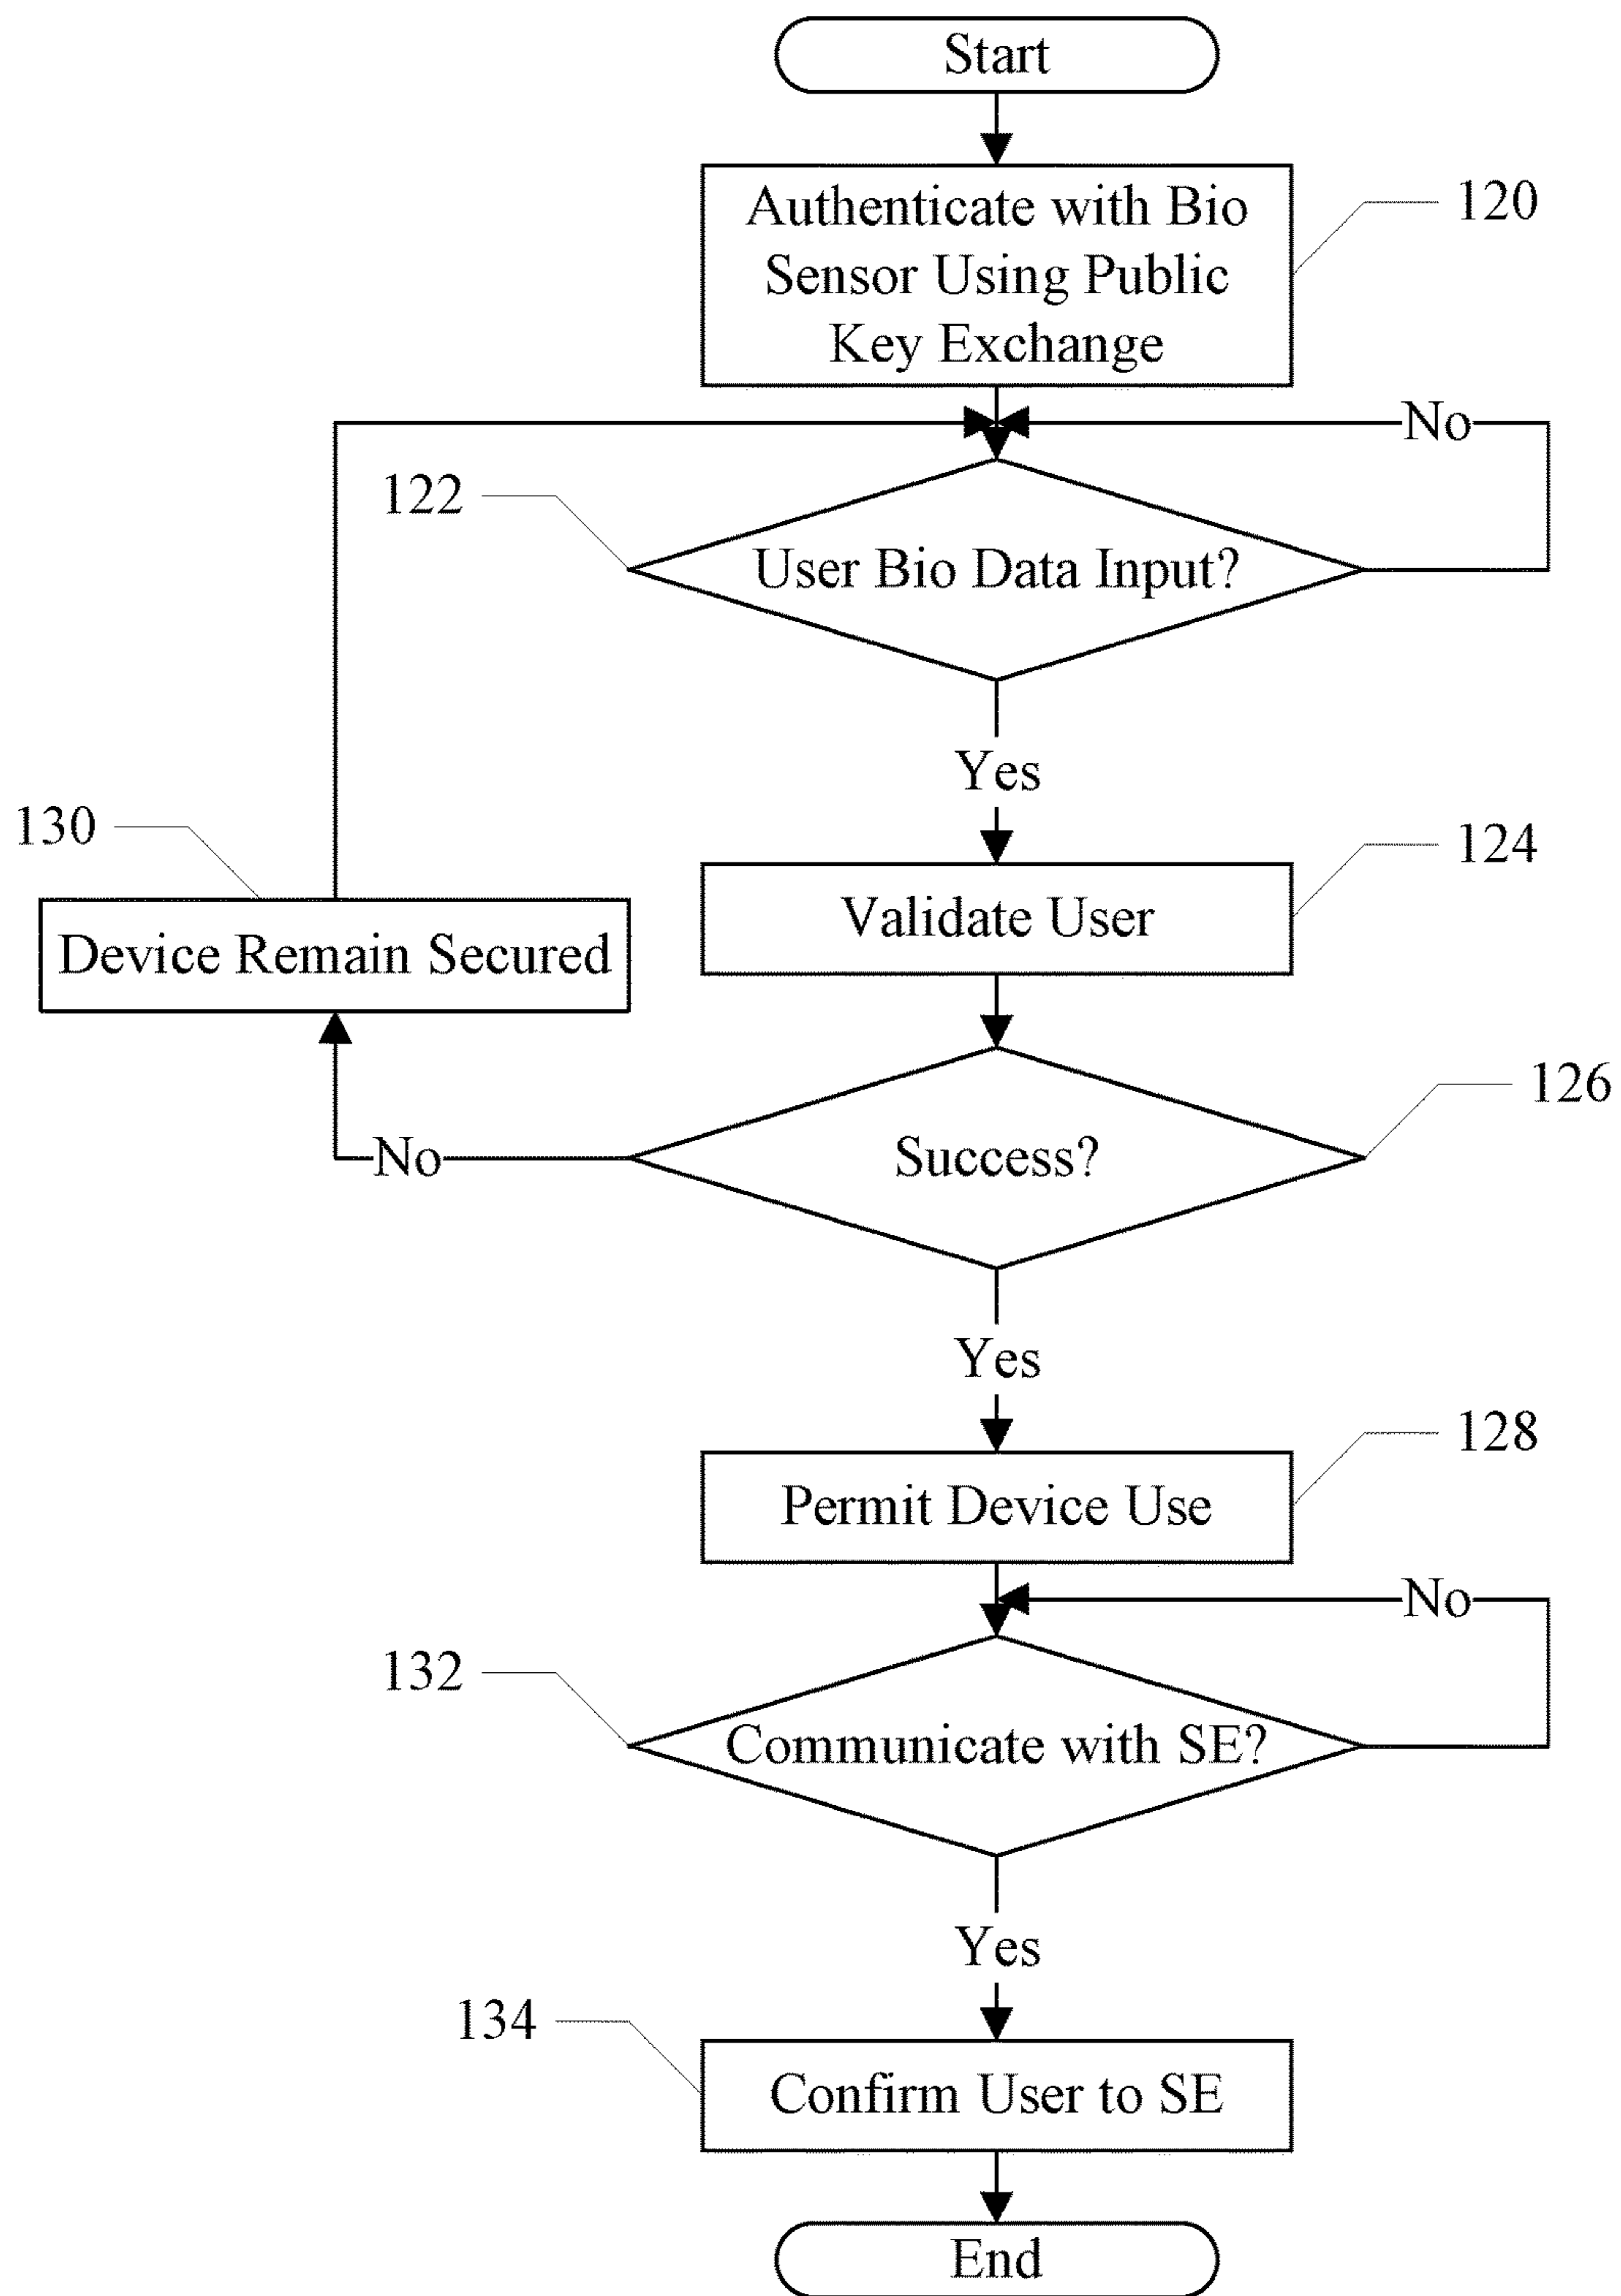 Start
Authenticate with Bio
Sensor Using Public
Key Exchange
120
No
122
User Bio Data Input?
Yes
130
124
Validate User
Device Remain Secured
126
Success?
No
Yes
128
Permit Device Use
No
132
Communicate with SE?
Yes
134
Confirm User to SE
End